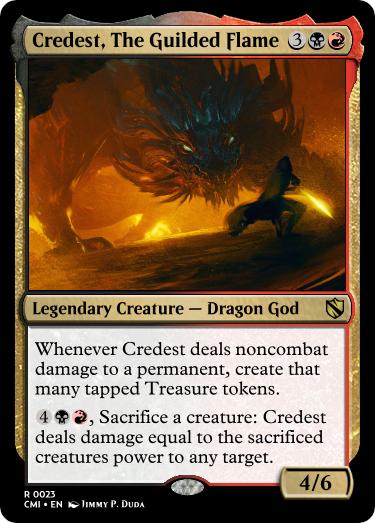 Credest, The Guilded Flame 3
Legendary Creature — Dragon God
Whenever Credest deals noncombat
damage to a permanent, create that
many tapped Treasure tokens.
4, Sacrifice a creature: Credest
deals damage equal to the sacrificed
creatures power to any target.
4/6
R 0023
CMI • EN Jimmy P. Duda